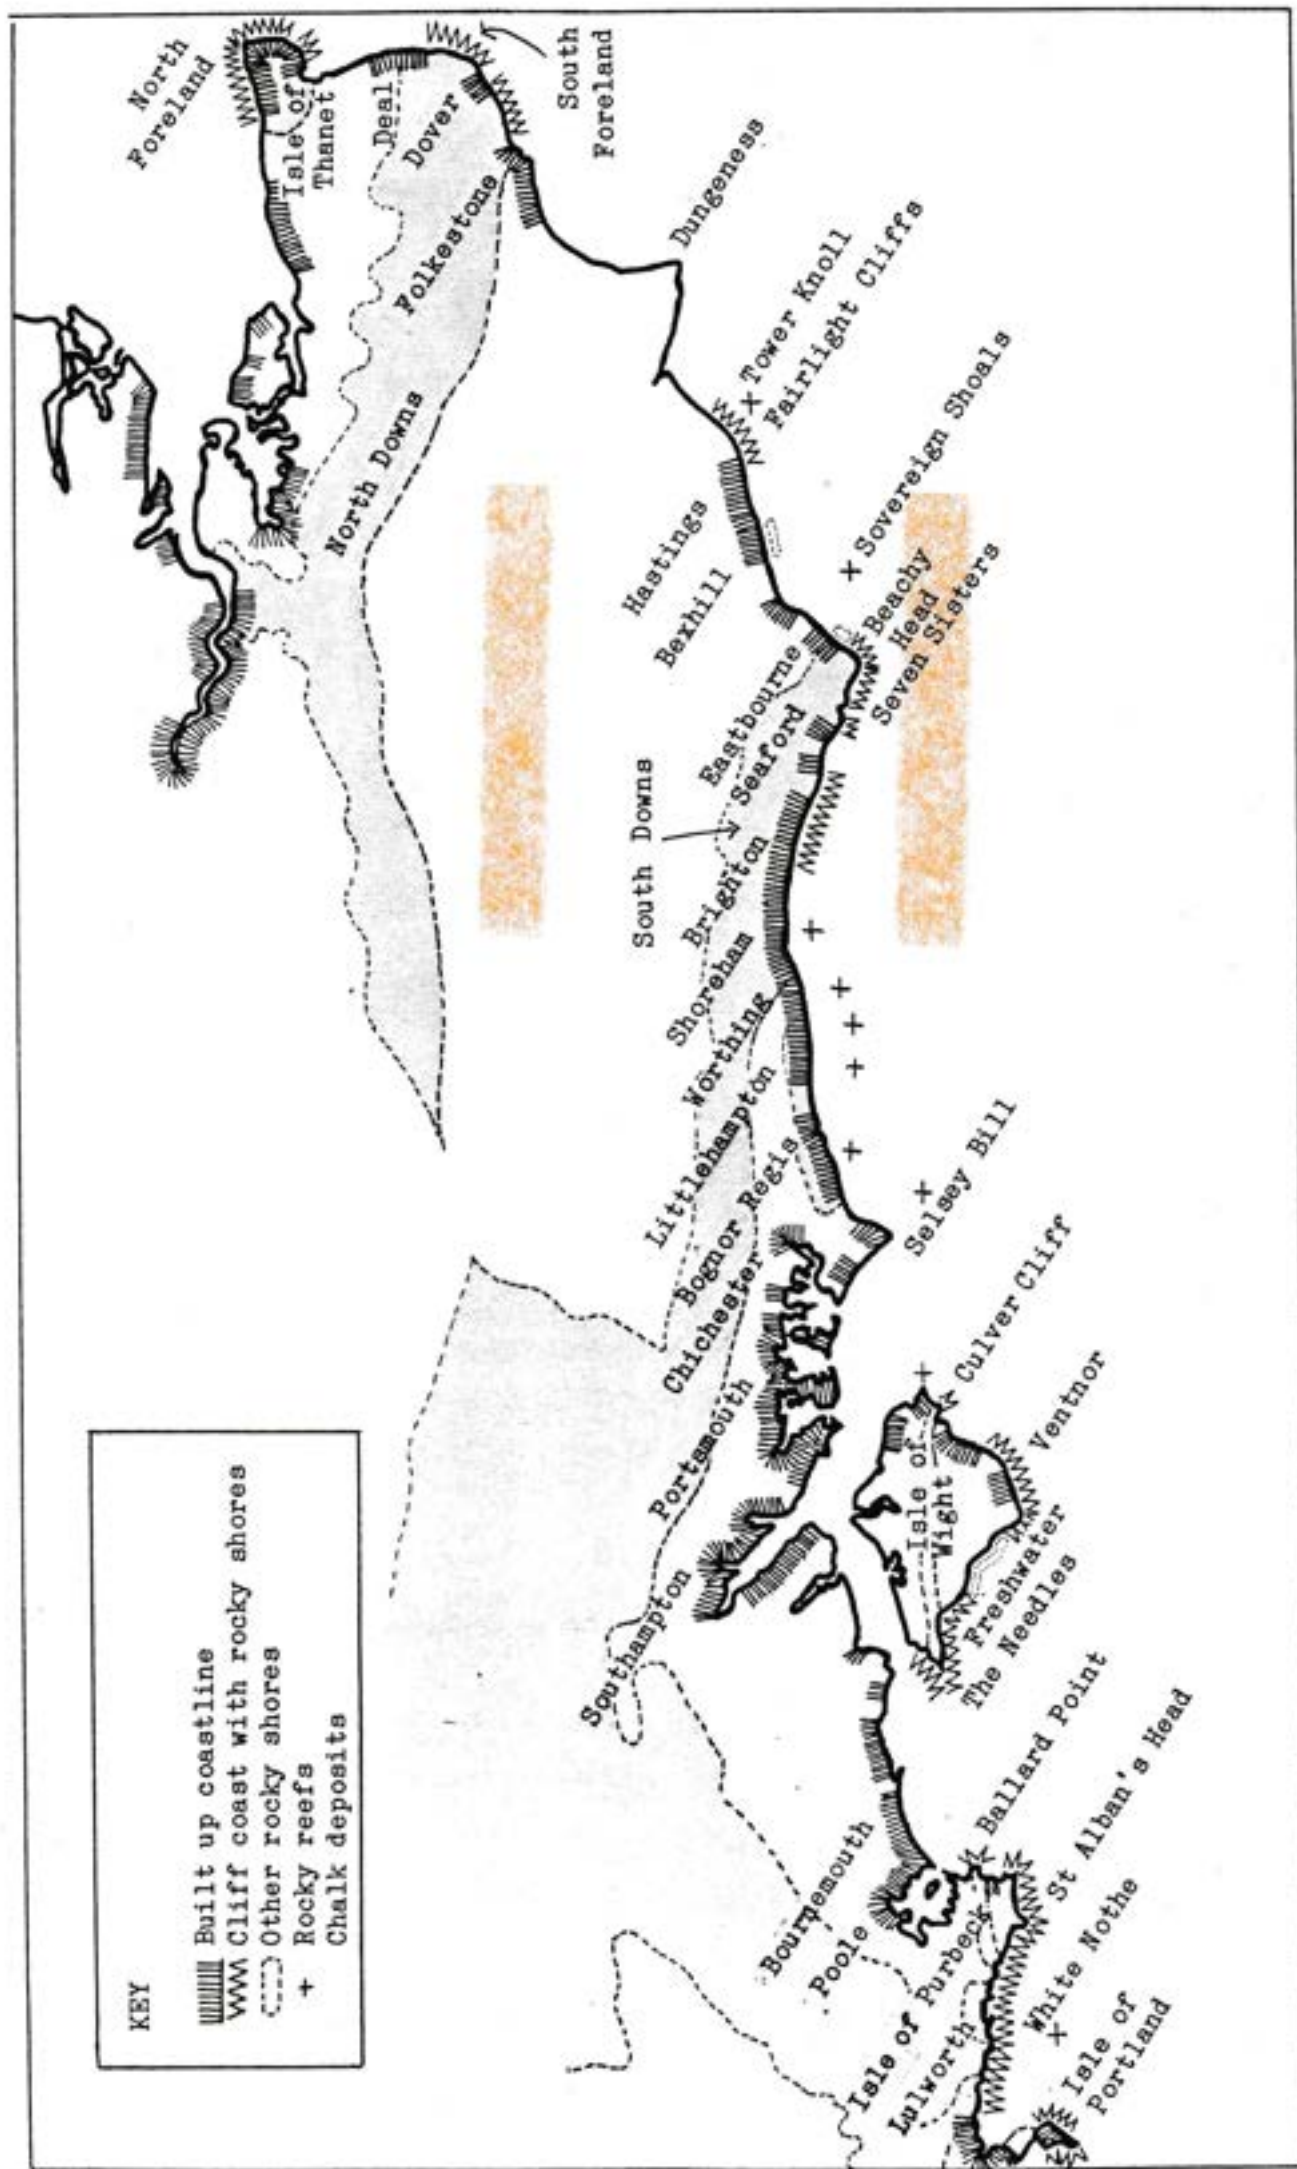 KEY
Built up coastline
Cliff coast with rocky shores
Other rocky shores
+ Rocky reefs
Chalk deposits
North
Foreland
Isle of
Thanet
Deal
Dover
South
Foreland
Folkestone
North Downs
Dungeness
Tower Knoll
Fairlight Cliffs
Sovereign Shoals
Hastings
Bexhill
Beachy
Head
Seven Sisters
Eastbourne
Seaford
South Downs
Brighton
Shoreham
Worthing
Littlehampton
Bognor Regis
Chichester
Selsey Bill
Portsmouth
Culver Cliff
Isle of
Wight
Ventnor
Freshwater
The Needles
Southampton
Bournemouth
Poole
Ballard Point
St Alban's Head
Isle of Purbeck
Lulworth
White Nothe
Isle of
Portland